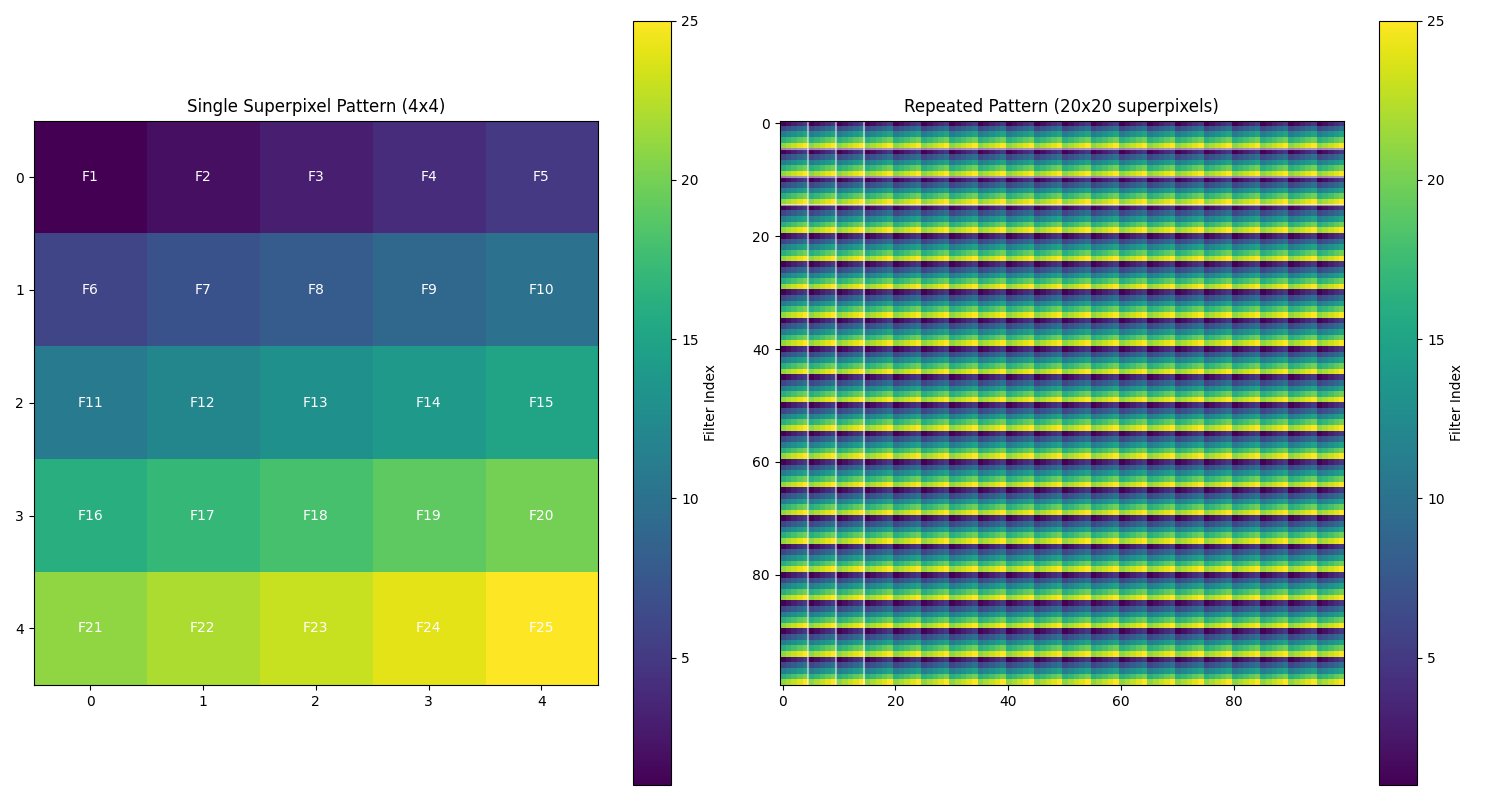 Single Superpixel Pattern (4x4)
0
F1 F2 F3 F4 F5
1
F6 F7 F8 F9 F10
2
F11 F12 F13 F14 F15
3
F16 F17 F18 F19 F20
4
F21 F22 F23 F24 F25
0 1 2 3 4
25
20
15
10
5
Filter Index
Repeated Pattern (20x20 superpixels)
0
20
40
60
80
0 20 40 60 80
25
20
15
10
5
Filter Index